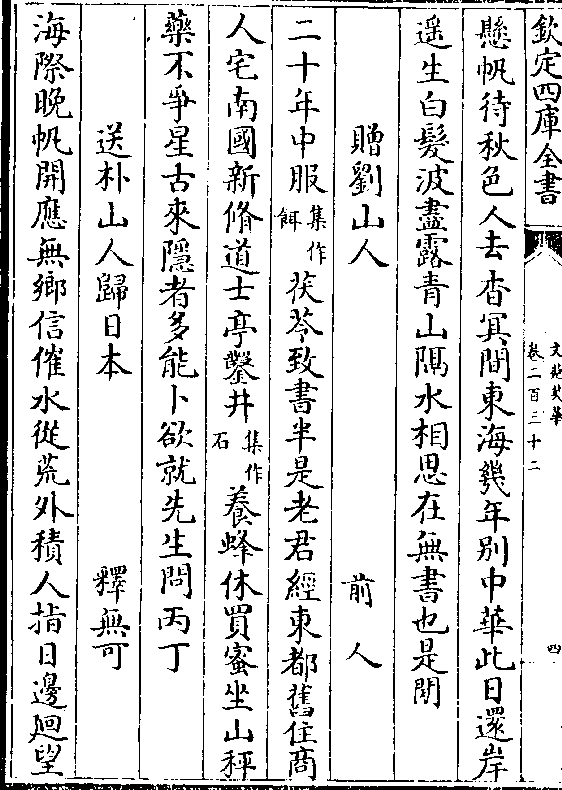 欽定四庫全書
文苑英華
卷二百三十二
四
懸帆待秋色人去杳冥間東海幾年別中華此日還岸
遥生白髮波盡露青山隔水相思在無書也是閒
贈劉山人 前人
二十年中服集作餌茯苓致書半是老君經東都舊住商
人宅南國新脩道士亭鑿井集作石養蜂休買蜜坐山秤
藥不爭星古來隱者多能卜欲就先生問丙丁
送朴山人歸日本 釋無可
海際晚帆開應無鄉信催水從荒外積人指日邊廻望